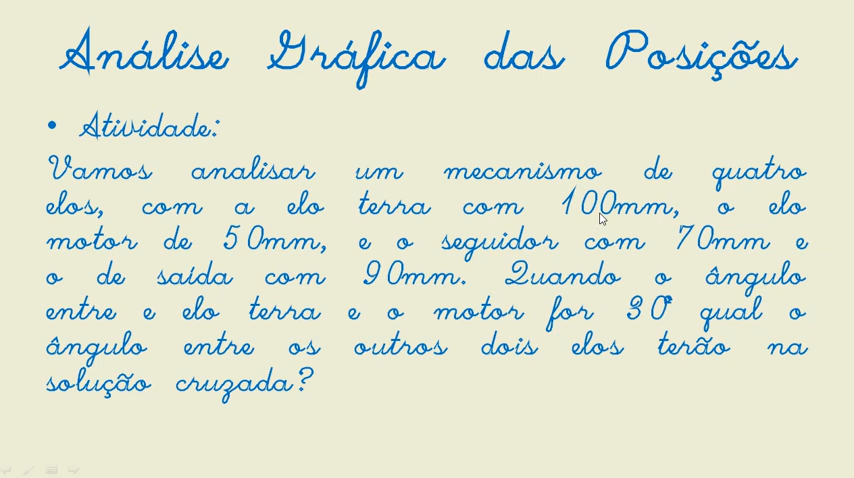 Análise Gráfica das Posições
• Atividade:
Vamos analisar um mecanismo de quatro
elos, com a elo terra com 100mm, o elo
motor de 50mm, e o seguidor com 70mm e
o de saída com 90mm. Quando o ângulo
entre e elo terra e o motor for 30° qual o
ângulo entre os outros dois elos terão na
solução cruzada?